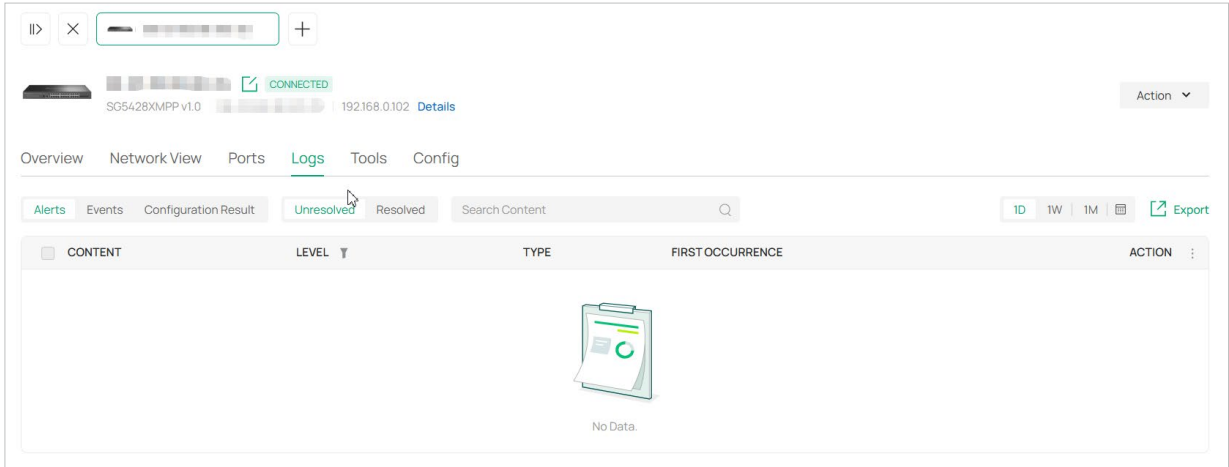 CONNECTED
SG5428XMPP v1.0 192.168.0.102 Details
Action
Overview Network View Ports Logs Tools Config
Alerts Events Configuration Result Unresolved Resolved Search Content 1D 1W 1M Export
CONTENT LEVEL TYPE FIRST OCCURRENCE ACTION
No Data.